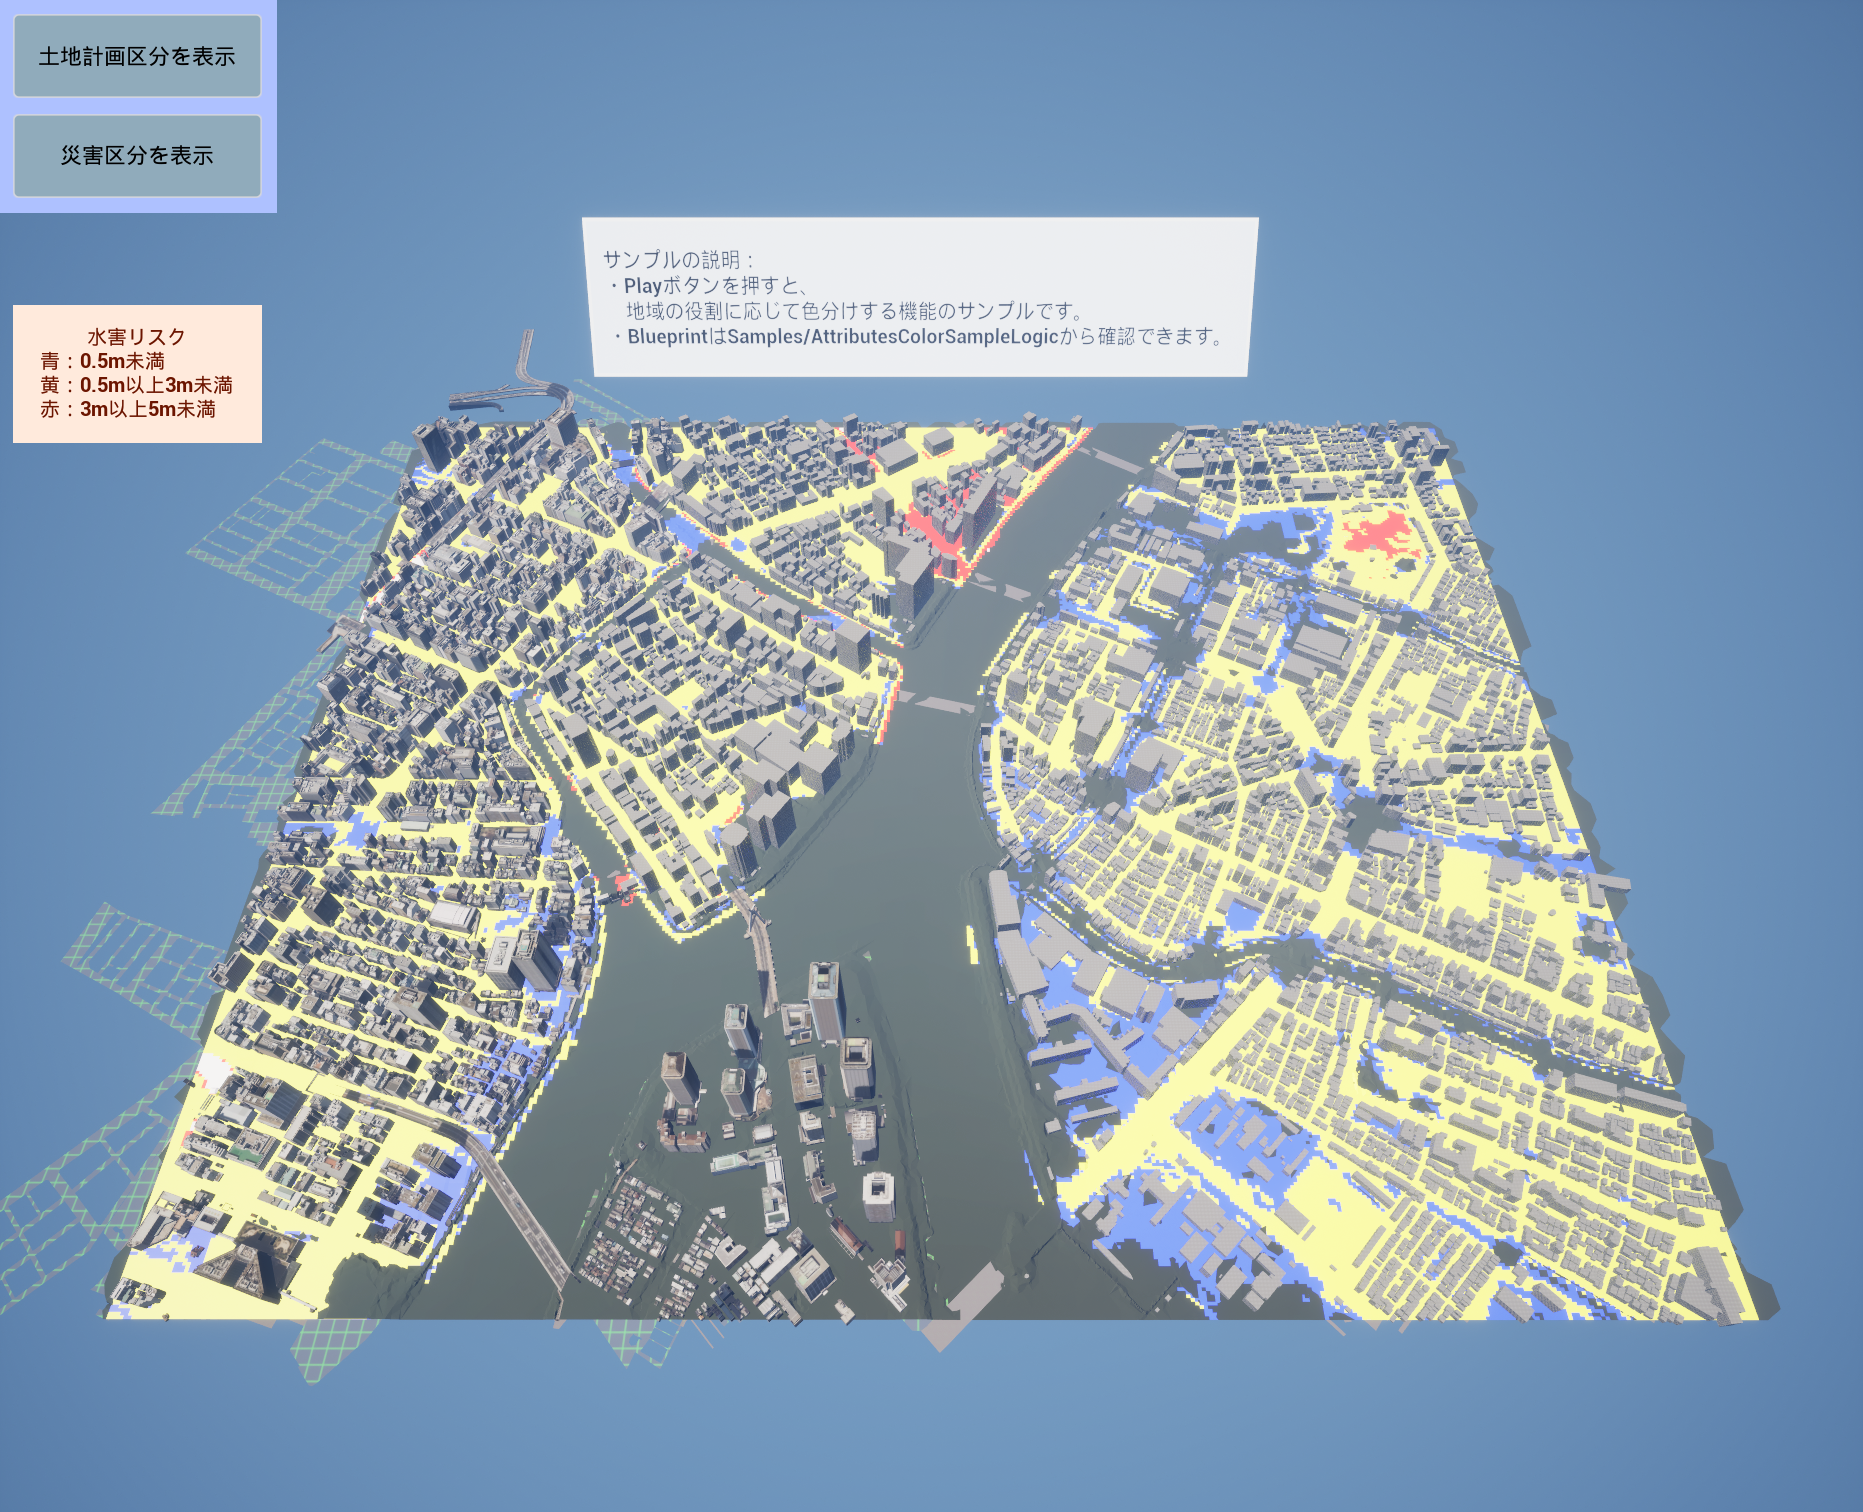 土地計画区分を表示
災害区分を表示
サンプルの説明：
・Playボタンを押すと、
地域の役割に応じて色分けする機能のサンプルです。
・BlueprintはSamples/AttributesColorSampleLogicから確認できます。
水害リスク
青：0.5m未満
黄：0.5m以上3m未満
赤：3m以上5m未満